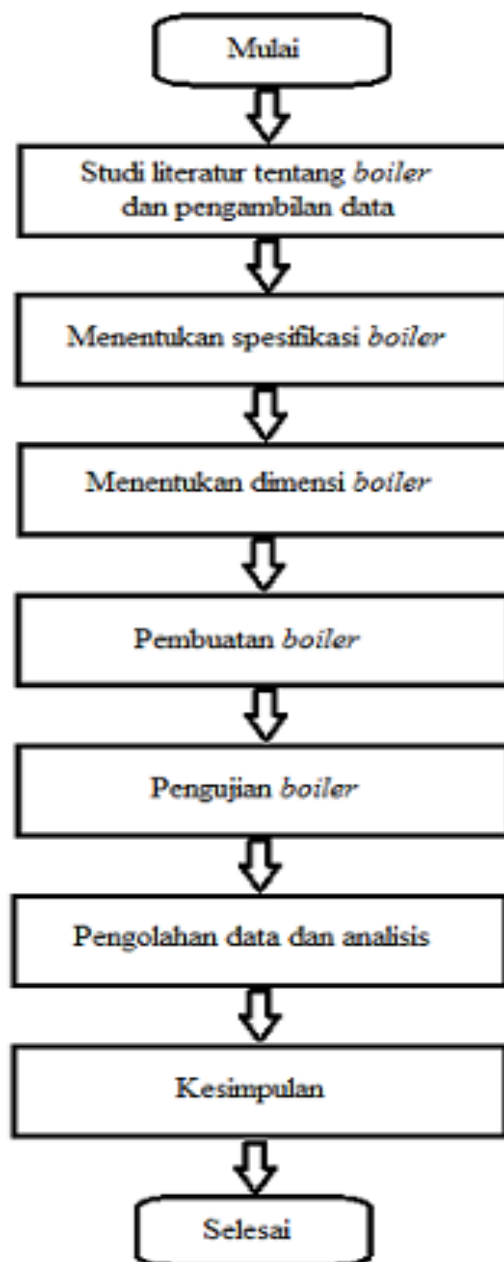 Mulai
Studi literatur tentang boiler
dan pengambilan data
Menentukan spesifikasi boiler
Menentukan dimensi boiler
Pembuatan boiler
Pengujian boiler
Pengolahan data dan analisis
Kesimpulan
Selesai